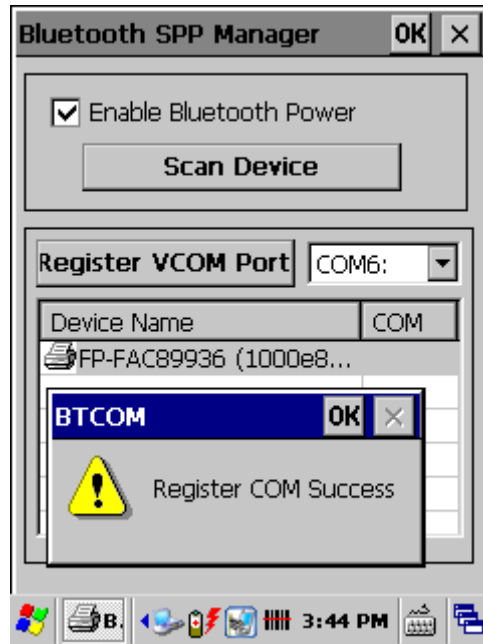 Bluetooth SPP Manager OK
Enable Bluetooth Power
Scan Device
Register VCOM Port COM6:
Device Name COM
FP-FAC89936 (1000e8...
BTCOM OK
Register COM Success
B. 3:44 PM